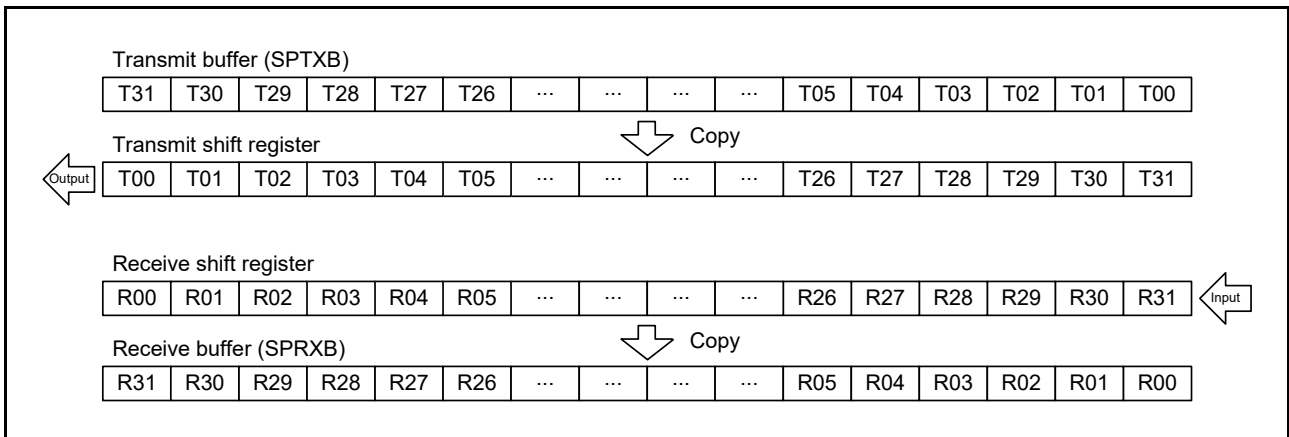 Transmit buffer (SPTXB)
T31 T30 T29 T28 T27 T26 ... ... ... ... T05 T04 T03 T02 T01 T00
Copy
Transmit shift register
Output T00 T01 T02 T03 T04 T05 ... ... ... ... T26 T27 T28 T29 T30 T31
Receive shift register
R00 R01 R02 R03 R04 R05 ... ... ... ... R26 R27 R28 R29 R30 R31 Input
Copy
Receive buffer (SPRXB)
R31 R30 R29 R28 R27 R26 ... ... ... ... R05 R04 R03 R02 R01 R00